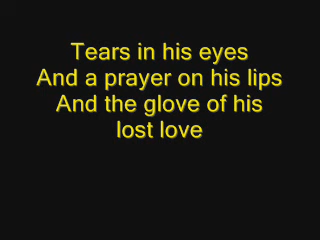 Tears in his eyes
And a prayer on his lips
And the glove of his
lost love